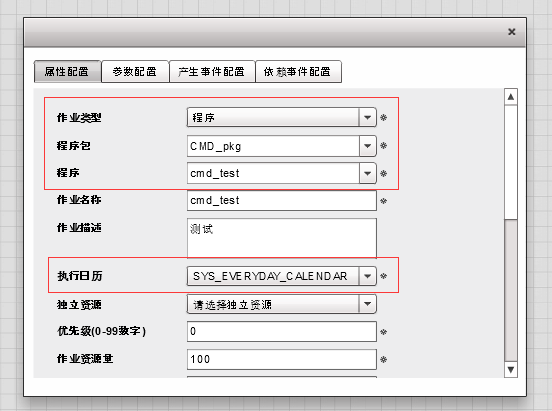 属性配置 参数配置 产生事件配置 依赖事件配置
作业类型 程序 *
程序包 CMD_pkg *
程序 cmd_test *
作业名称 cmd_test *
作业描述 测试
执行日历 SYS_EVERYDAY_CALENDAR *
独立资源 请选择独立资源
优先级(0-99数字) 0 *
作业资源量 100 *